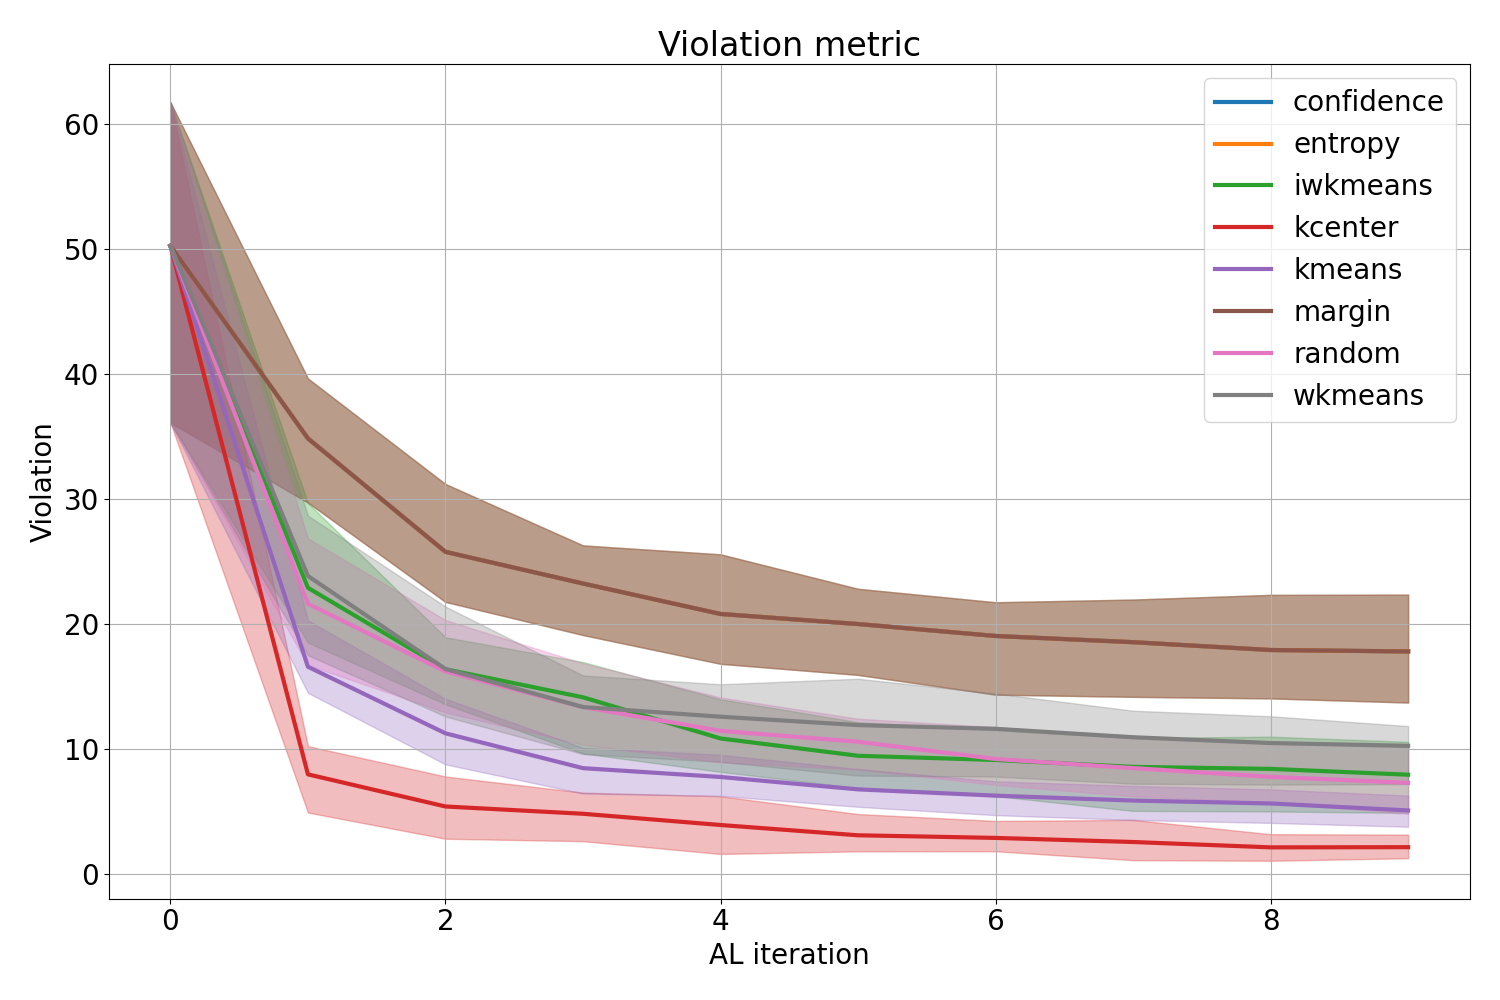 Violation metric
60
50
40
30
20
10
0
Violation
confidence
entropy
iwkmeans
kcenter
kmeans
margin
random
wkmeans
0 2 4 6 8
AL iteration